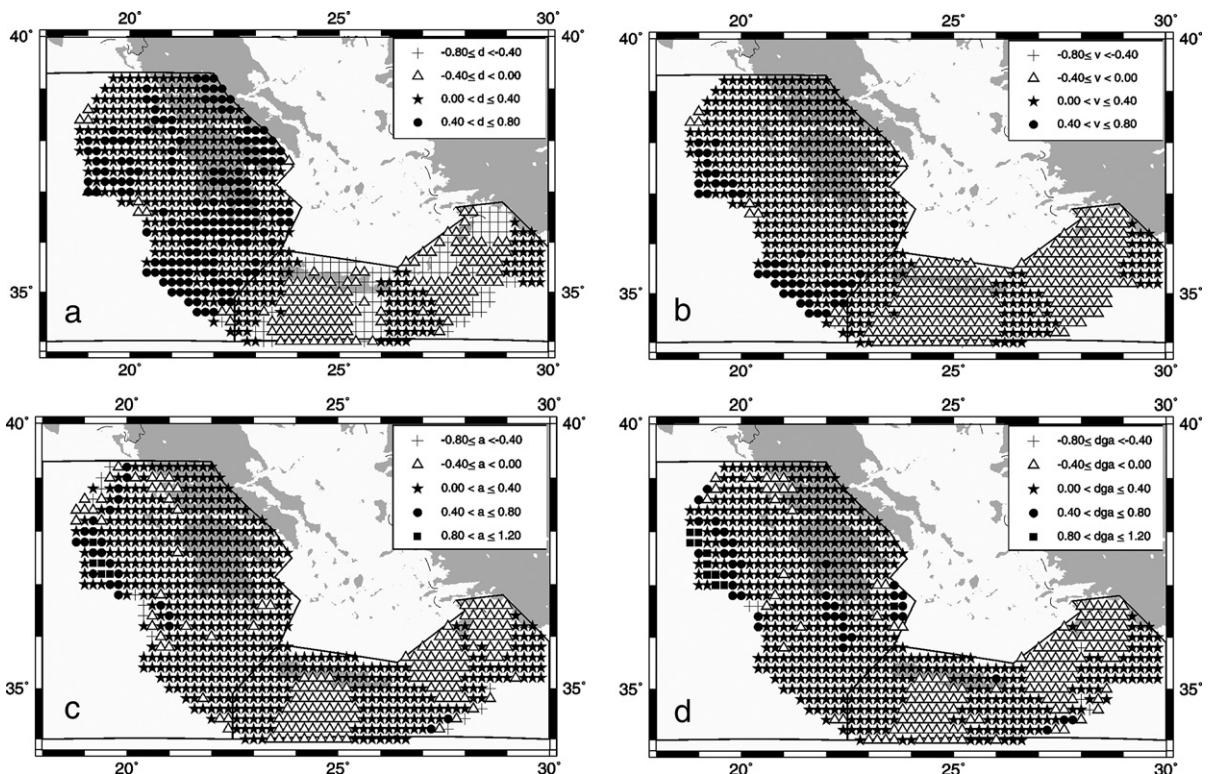 20° 25° 30°
40° 40°
-0.80≤ d <-0.40
-0.40≤ d < 0.00
0.00 < d ≤ 0.40
0.40 < d ≤ 0.80
35° 35°
a
20° 25° 30°
20° 25° 30°
40° 40°
-0.80≤ v <-0.40
-0.40≤ v < 0.00
0.00 < v ≤ 0.40
0.40 < v ≤ 0.80
35° 35°
b
20° 25° 30°
20° 25° 30°
40° 40°
-0.80≤ a <-0.40
-0.40≤ a < 0.00
0.00 < a ≤ 0.40
0.40 < a ≤ 0.80
0.80 < a ≤ 1.20
35° 35°
c
20° 25° 30°
20° 25° 30°
40° 40°
-0.80≤ dga <-0.40
-0.40≤ dga < 0.00
0.00 < dga ≤ 0.40
0.40 < dga ≤ 0.80
0.80 < dga ≤ 1.20
35° 35°
d
20° 25° 30°